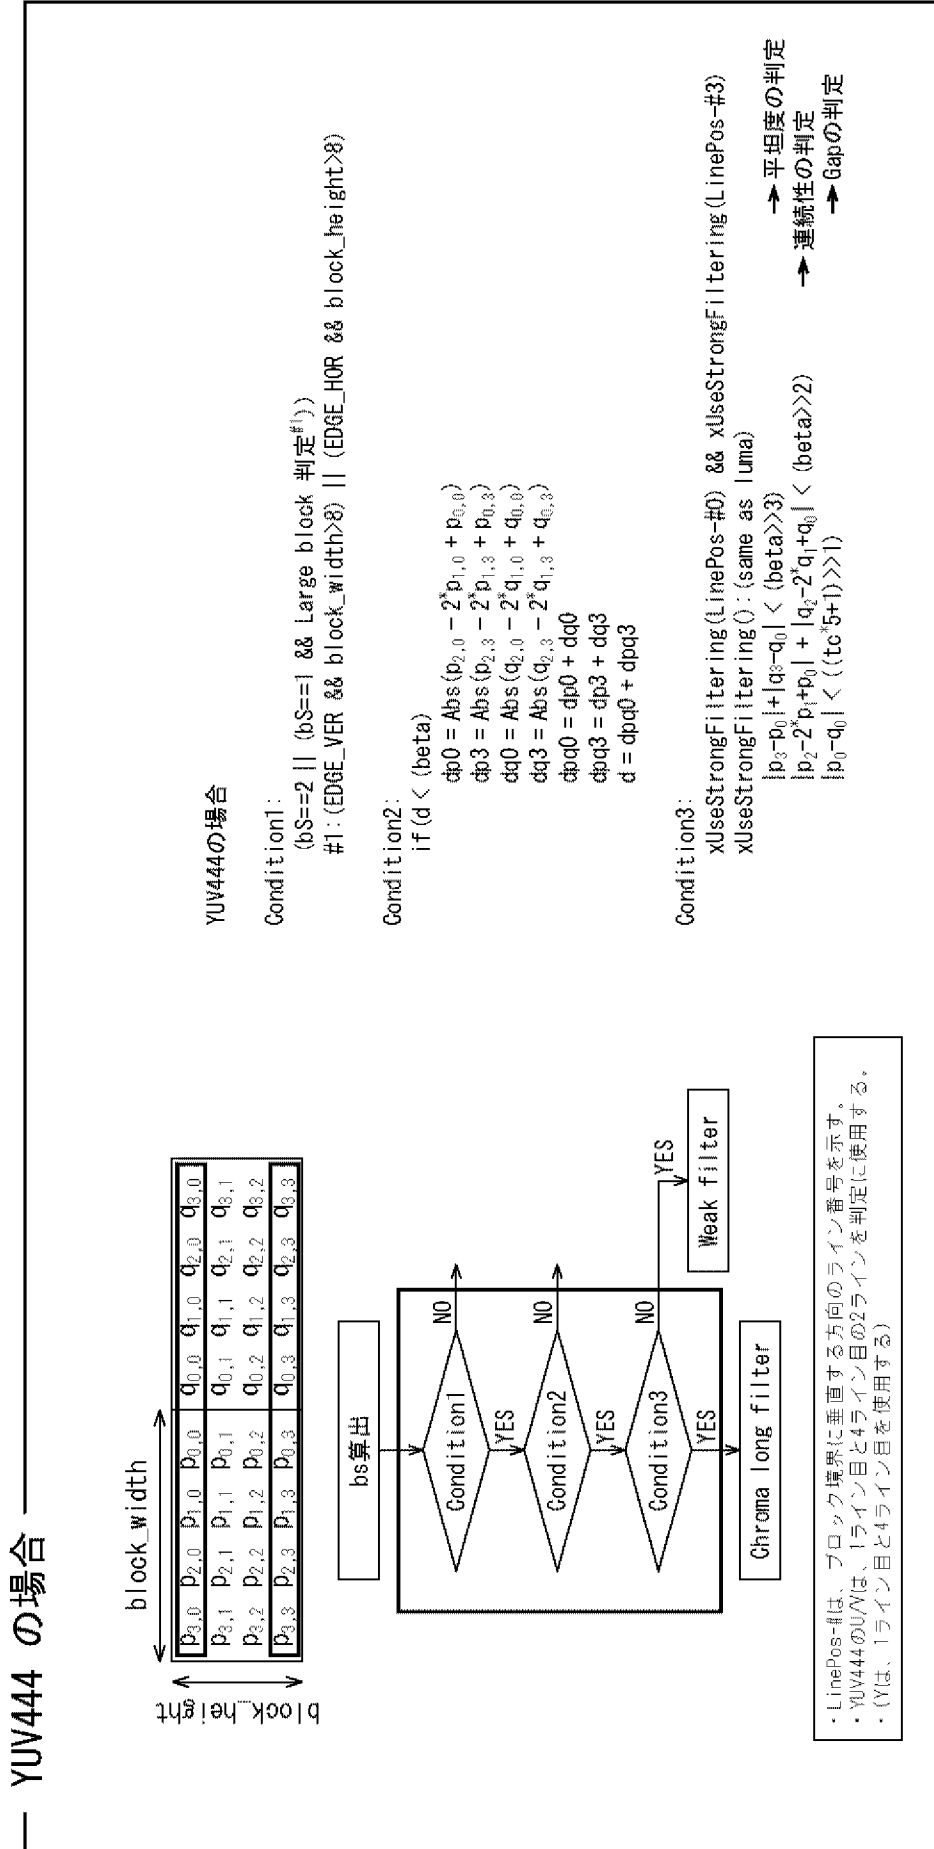 YUV444 の場合
block_width
block_height
p3,0 p2,0 p1,0 p0,0 q0,0 q1,0 q2,0 q3,0
p3,1 p2,1 p1,1 p0,1 q0,1 q1,1 q2,1 q3,1
p3,2 p2,2 p1,2 p0,2 q0,2 q1,2 q2,2 q3,2
p3,3 p2,3 p1,3 p0,3 q0,3 q1,3 q2,3 q3,3
bs算出
Condition1
NO
YES
Condition2
NO
YES
Condition3
NO
YES
YES
Weak filter
Chroma long filter
・LinePos-#は、ブロック境界に垂直する方向のライン番号を示す。
・YUV444のU/Vは、1ライン目と4ライン目の2ラインを判定に使用する。
・(Yは、1ライン目と4ライン目を使用する)
YUV444の場合
Condition1:
(bS==2 || (bS==1 && Large block 判定#1))
#1:(EDGE_VER && block_width>8) || (EDGE_HOR && block_height>8)
Condition2:
if(d < (beta)
dp0 = Abs(p2,0 - 2*p1,0 + p0,0)
dp3 = Abs(p2,3 - 2*p1,3 + p0,3)
dq0 = Abs(q2,0 - 2*q1,0 + q0,0)
dq3 = Abs(q2,3 - 2*q1,3 + q0,3)
dpq0 = dp0 + dq0
dpq3 = dp3 + dq3
d = dpq0 + dpq3
Condition3:
xUseStrongFiltering(LinePos-#0) && xUseStrongFiltering(LinePos-#3)
xUseStrongFiltering():(same as luma)
|p3-p0|+|q3-q0| < (beta>>3) → 平坦度の判定
|p2-2*p1+p0| + |q2-2*q1+q0| < (beta>>2) → 連続性の判定
|p0-q0| < ((tc*5+1)>>1) → Gapの判定